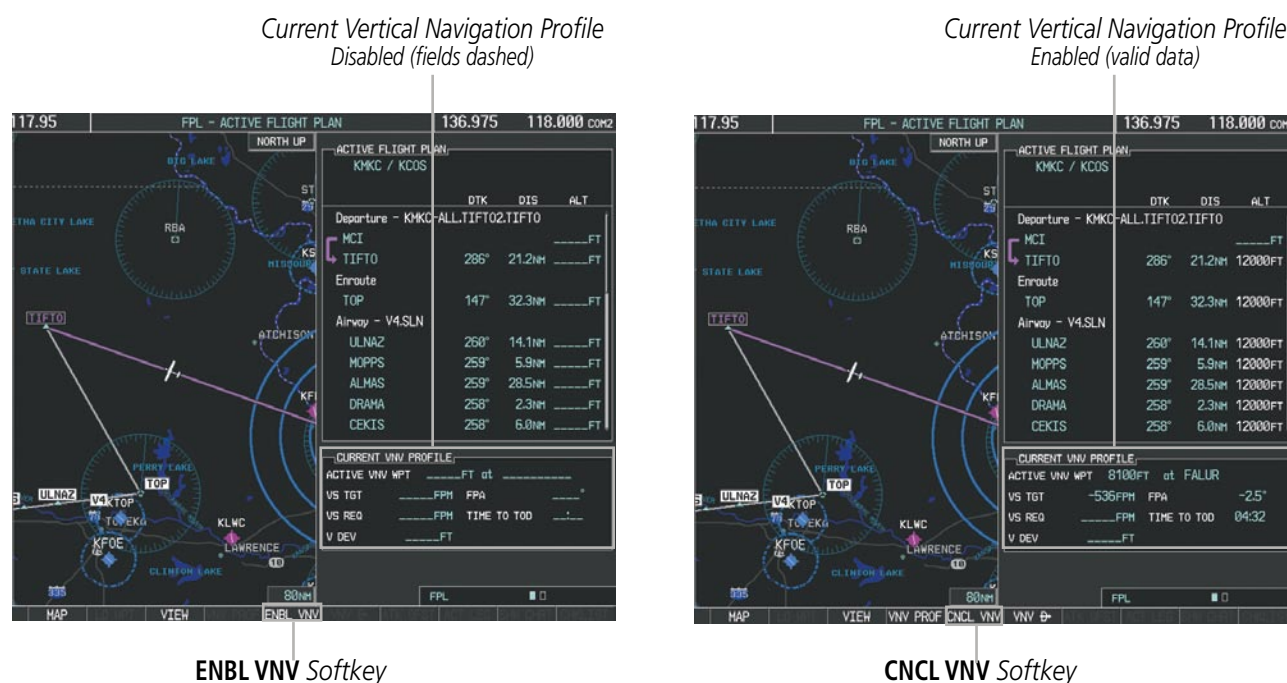 Current Vertical Navigation Profile
Disabled (fields dashed)
117.95 FPL - ACTIVE FLIGHT PLAN 136.975 118.000 COM2
NORTH UP
BIG LAKE
RBA
STATE LAKE
TIFTO
ATCHISON
PERRY LAKE
TOP
ULNAZ
V4
KTOP
TOPEKA
KFOE
KLWC
LAWRENCE
10
CLINTON LAKE
335
80NM
ACTIVE FLIGHT PLAN
KMKC / KCOS
DTK DIS ALT
Departure - KMKC-ALL.TIFTO2.TIFTO
MCI _____FT
TIFTO 286° 21.2NM _____FT
Enroute
TOP 147° 32.3NM _____FT
Airway - V4.SLN
ULNAZ 260° 14.1NM _____FT
MOPPS 259° 5.9NM _____FT
ALMAS 259° 28.5NM _____FT
DRAMA 258° 2.3NM _____FT
CEKIS 258° 6.0NM _____FT
CURRENT VNV PROFILE
ACTIVE VNV WPT _____FT at __________
VS TGT _____FPM FPA ____°
VS REQ _____FPM TIME TO TOD __:__
V DEV _____FT
FPL
MAP VIEW ENBL VNV
ENBL VNV Softkey
Current Vertical Navigation Profile
Enabled (valid data)
117.95 FPL - ACTIVE FLIGHT PLAN 136.975 118.000 COM
NORTH UP
BIG LAKE
RBA
STATE LAKE
TIFTO
ATCHISON
PERRY LAKE
TOP
ULNAZ
V4
KTOP
TOPEKA
KFOE
KLWC
LAWRENCE
10
CLINTON LAKE
335
80NM
ACTIVE FLIGHT PLAN
KMKC / KCOS
DTK DIS ALT
Departure - KMKC-ALL.TIFTO2.TIFTO
MCI _____FT
TIFTO 286° 21.2NM 12000FT
Enroute
TOP 147° 32.3NM 12000FT
Airway - V4.SLN
ULNAZ 260° 14.1NM 12000FT
MOPPS 259° 5.9NM 12000FT
ALMAS 259° 28.5NM 12000FT
DRAMA 258° 2.3NM 12000FT
CEKIS 258° 6.0NM 12000FT
CURRENT VNV PROFILE
ACTIVE VNV WPT 8100FT at FALUR
VS TGT -536FPM FPA -2.5°
VS REQ _____FPM TIME TO TOD 04:32
V DEV _____FT
FPL
MAP VIEW VNV PROF CNCL VNV VNV
CNCL VNV Softkey